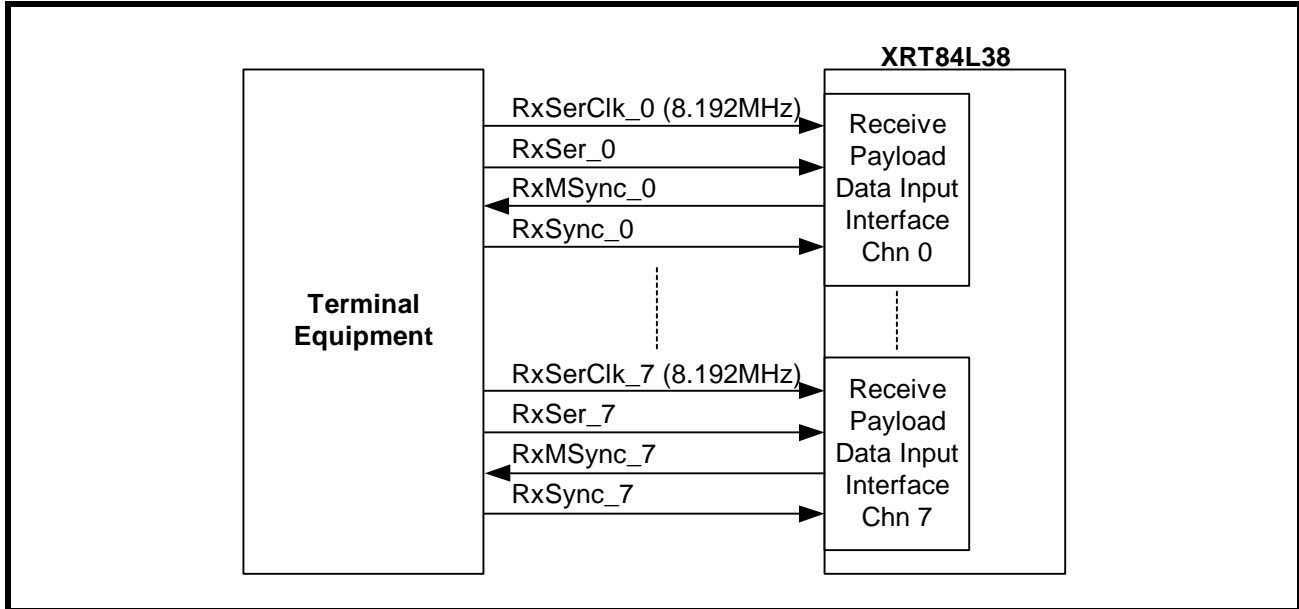 XRT84L38
Terminal
Equipment
RxSerClk_0 (8.192MHz)
RxSer_0
RxMSync_0
RxSync_0
Receive
Payload
Data Input
Interface
Chn 0
RxSerClk_7 (8.192MHz)
RxSer_7
RxMSync_7
RxSync_7
Receive
Payload
Data Input
Interface
Chn 7